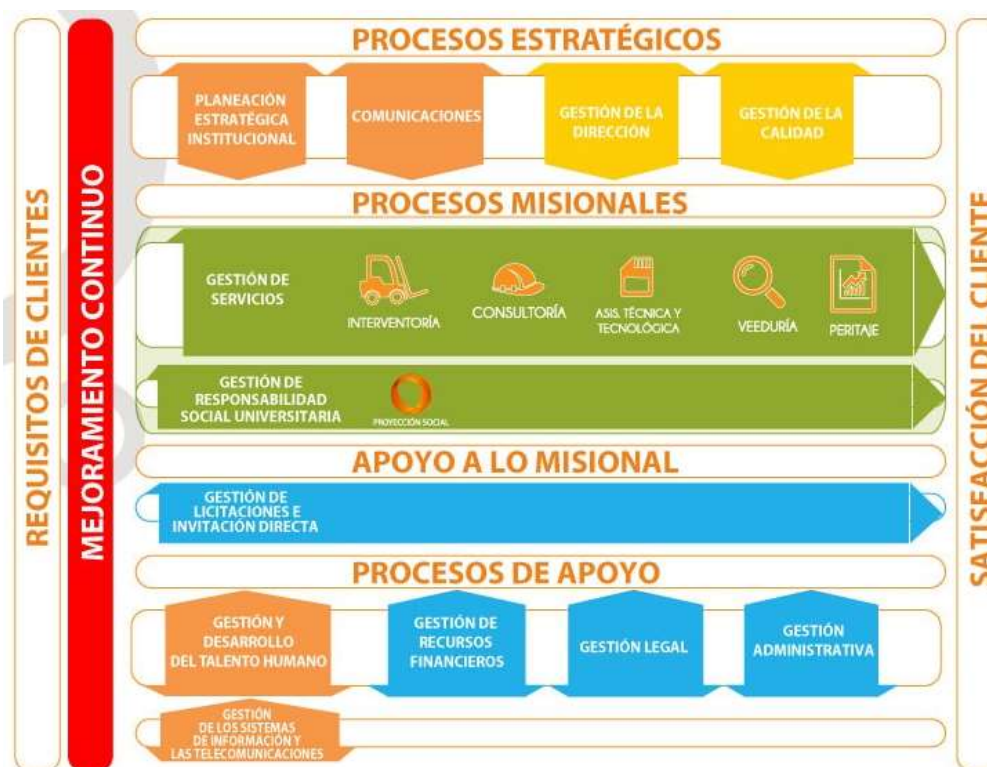 REQUISITOS DE CLIENTES
MEJORAMIENTO CONTINUO
PROCESOS ESTRATÉGICOS
PLANEACIÓN
ESTRATÉGICA
INSTITUCIONAL
COMUNICACIONES
GESTIÓN DE LA
DIRECCIÓN
GESTIÓN DE LA
CALIDAD
PROCESOS MISIONALES
GESTIÓN DE
SERVICIOS
INTERVENTORÍA
CONSULTORÍA
ASIS. TÉCNICA Y
TECNOLÓGICA
VEEDURÍA
PERITAJE
GESTIÓN DE
RESPONSABILIDAD
SOCIAL UNIVERSITARIA
PROYECCIÓN SOCIAL
APOYO A LO MISIONAL
GESTIÓN DE
LICITACIONES E
INVITACIÓN DIRECTA
PROCESOS DE APOYO
GESTIÓN Y
DESARROLLO
DEL TALENTO HUMANO
GESTIÓN DE
RECURSOS
FINANCIEROS
GESTIÓN LEGAL
GESTIÓN
ADMINISTRATIVA
GESTIÓN
DE LOS SISTEMAS
DE INFORMACIÓN Y
LAS TELECOMUNICACIONES
SATISFACCIÓN DEL CLIENTE